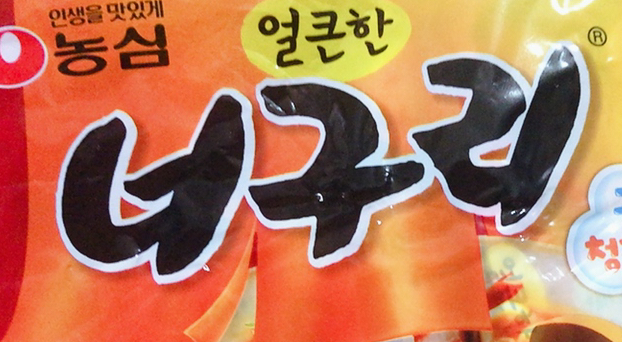 인생을 맛있게
농심
얼큰한
너구리
®